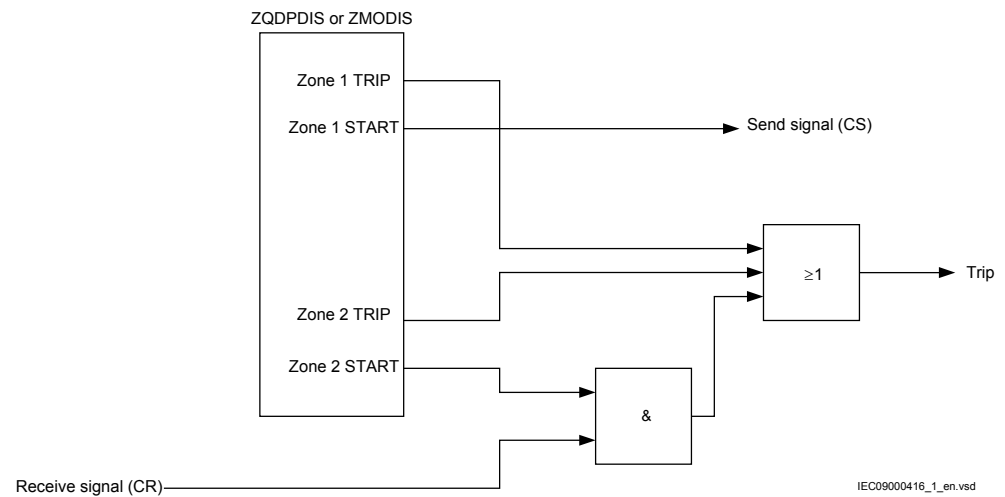 ZQDPDIS or ZMODIS
Zone 1 TRIP
Zone 1 START
Send signal (CS)
≥1
Trip
Zone 2 TRIP
Zone 2 START
&
Receive signal (CR)
IEC09000416_1_en.vsd